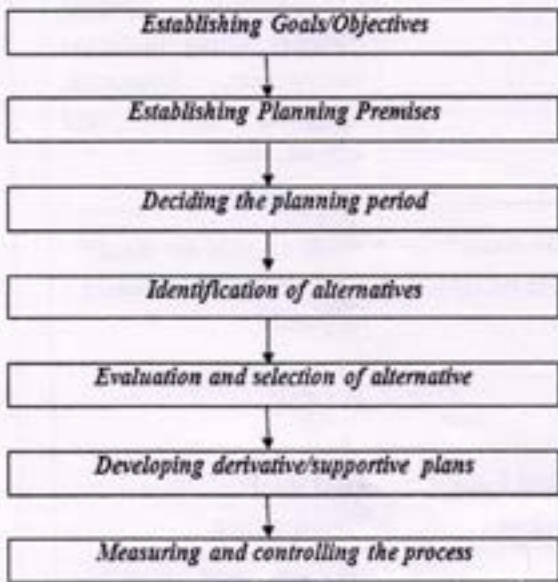 Establishing Goals/Objectives
Establishing Planning Premises
Deciding the planning period
Identification of alternatives
Evaluation and selection of alternative
Developing derivative/supportive plans
Measuring and controlling the process